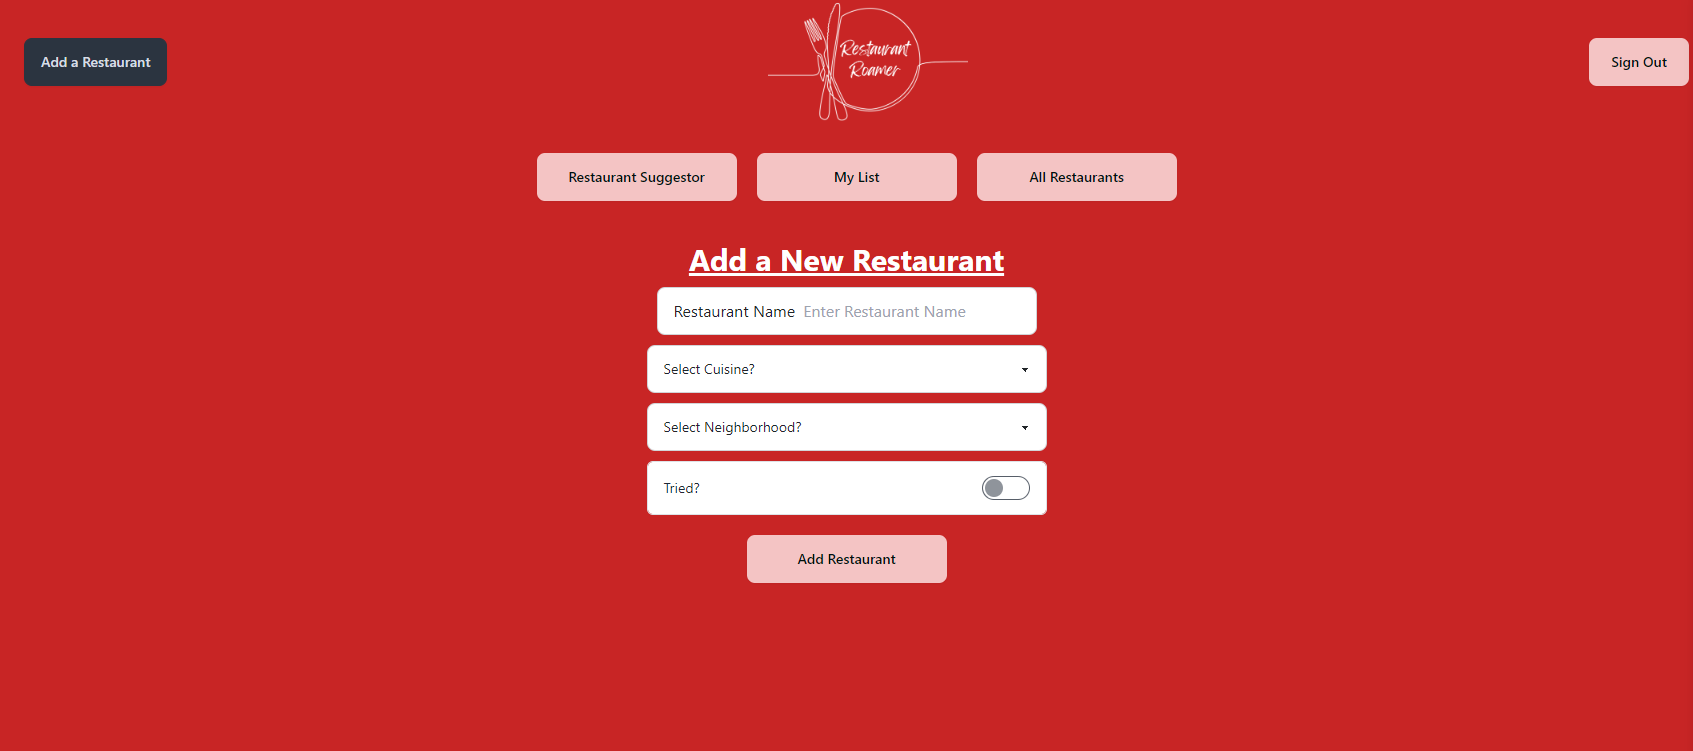 Add a Restaurant
Restaurant
Roamer
Sign Out
Restaurant Suggestor
My List
All Restaurants
Add a New Restaurant
Restaurant Name Enter Restaurant Name
Select Cuisine?
Select Neighborhood?
Tried?
Add Restaurant